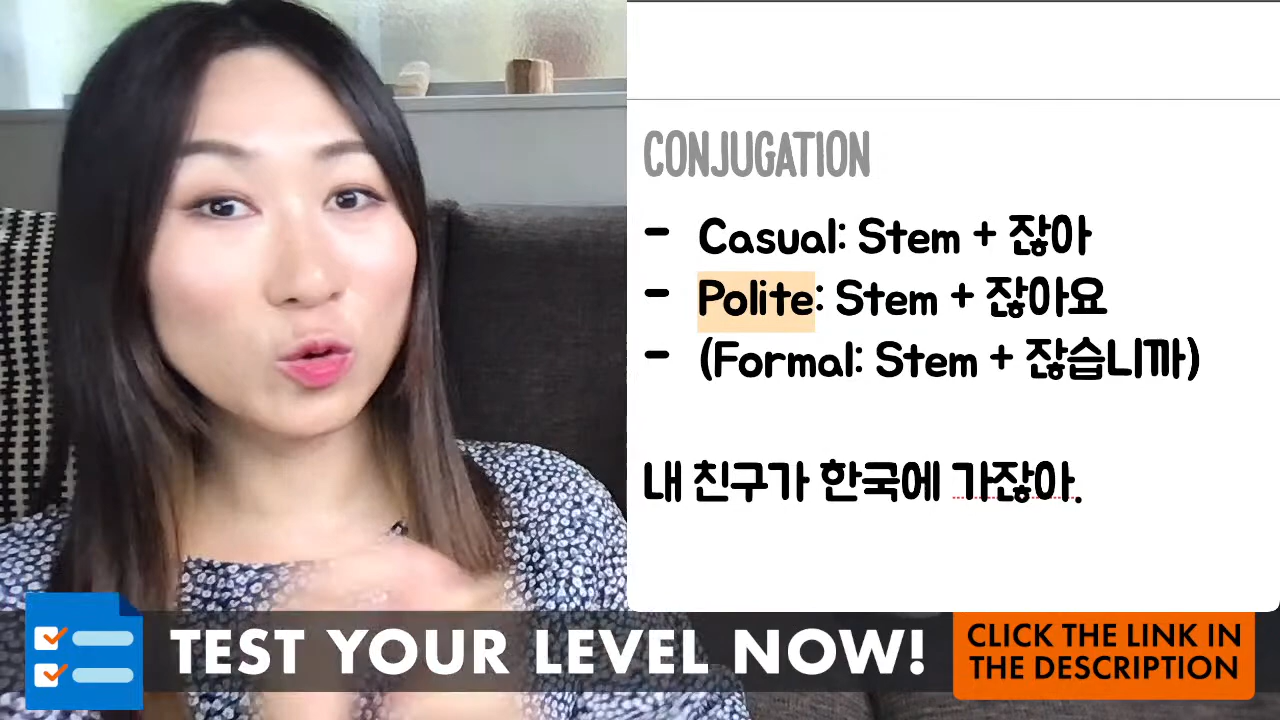 CONJUGATION
- Casual: Stem + 잖아
- Polite: Stem + 잖아요
- (Formal: Stem + 잖습니까)
내 친구가 한국에 가잖아.
TEST YOUR LEVEL NOW!
CLICK THE LINK IN
THE DESCRIPTION